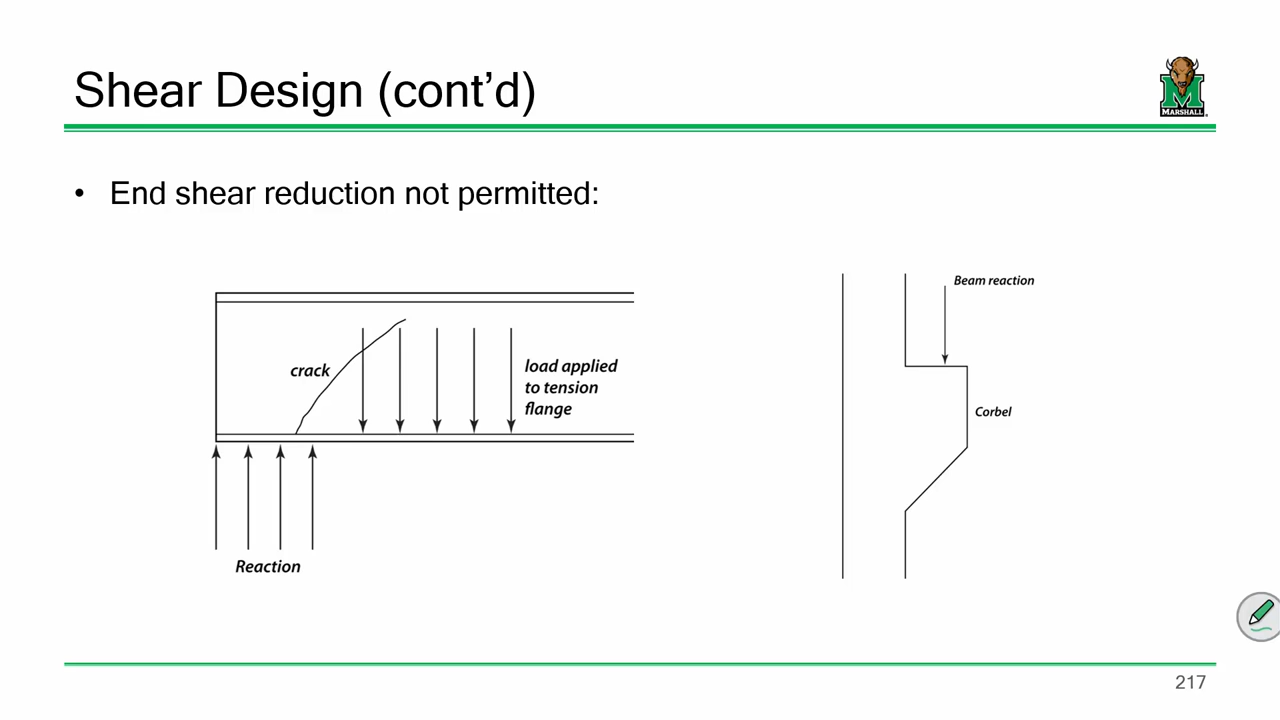 Shear Design (cont’d)
MARSHALL
• End shear reduction not permitted:
Beam reaction
crack
load applied
to tension
flange
Corbel
Reaction
217